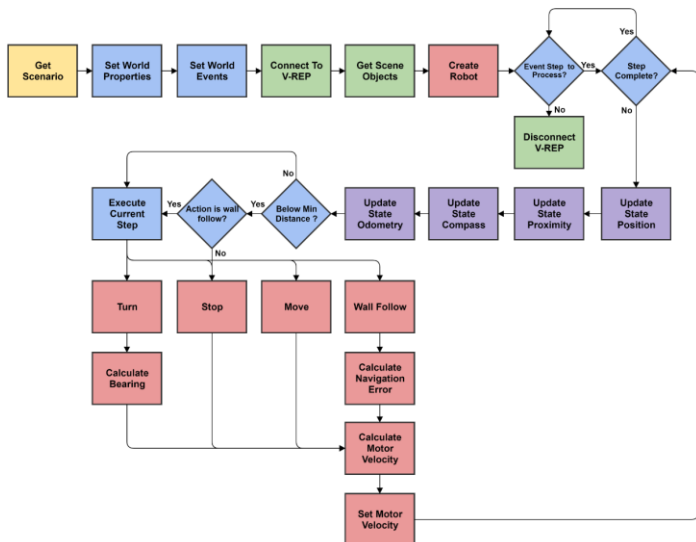 Yes
Get
Scenario
Set World
Properties
Set World
Events
Connect To
V-REP
Get Scene
Objects
Create
Robot
Event Step to
Process?
Yes
Step
Complete?
No
No
Disconnect
V-REP
No
Execute
Current
Step
Yes
Action is wall
follow?
Yes
Below Min
Distance ?
Update
State
Odometry
Update
State
Compass
Update
State
Proximity
Update
State
Position
No
Turn
Stop
Move
Wall Follow
Calculate
Bearing
Calculate
Navigation
Error
Calculate
Motor
Velocity
Set Motor
Velocity